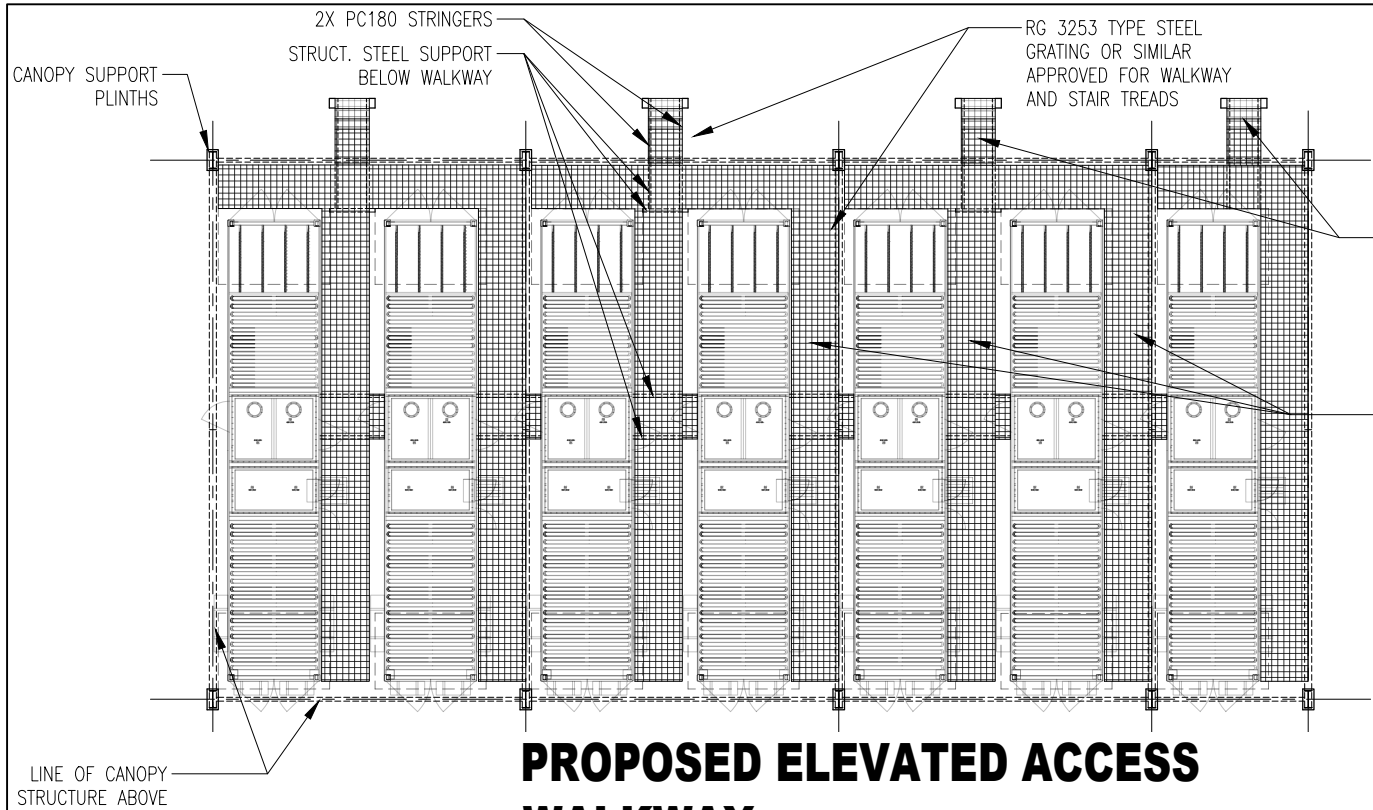 2X PC180 STRINGERS
STRUCT. STEEL SUPPORT
BELOW WALKWAY
CANOPY SUPPORT
PLINTHS
RG 3253 TYPE STEEL
GRATING OR SIMILAR
APPROVED FOR WALKWAY
AND STAIR TREADS
LINE OF CANOPY
STRUCTURE ABOVE
PROPOSED ELEVATED ACCESS
WALKWAY